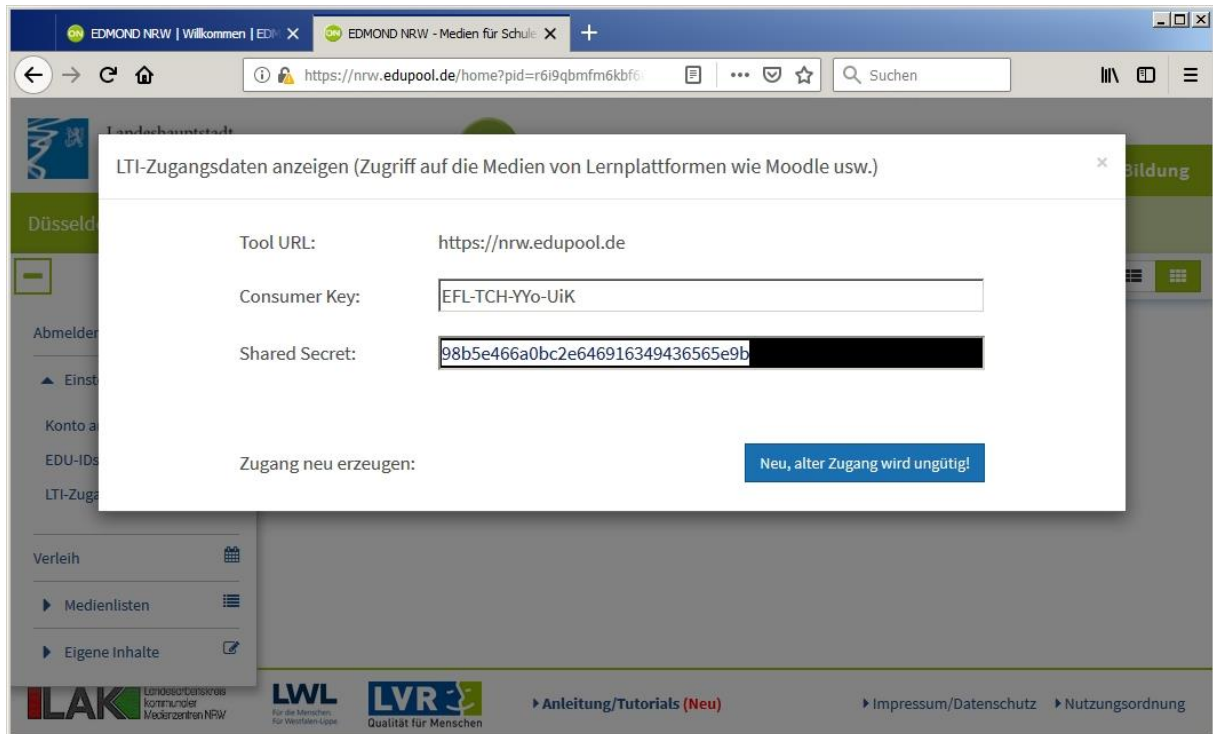 EDMOND NRW | Willkommen | EDM
EDMOND NRW - Medien für Schule
https://nrw.edupool.de/home?pid=r6i9qbmfm6kbf6
Suchen
Landeshauptstadt
LTI-Zugangsdaten anzeigen (Zugriff auf die Medien von Lernplattformen wie Moodle usw.)
×
Bildung
Düsseld
Tool URL: https://nrw.edupool.de
Consumer Key: EFL-TCH-YYo-UiK
Abmelden
Shared Secret: 98b5e466a0bc2e646916349436565e9b
Einst
Konto a
EDU-IDs
Zugang neu erzeugen: Neu, alter Zugang wird ungütig!
LTI-Zuga
Verleih
Medienlisten
Eigene Inhalte
LAK Landesarbeitskreis kommunaler Medienzentren NRW
LWL Für die Menschen. Für Westfalen-Lippe.
LVR Qualität für Menschen
Anleitung/Tutorials (Neu)
Impressum/Datenschutz Nutzungsordnung